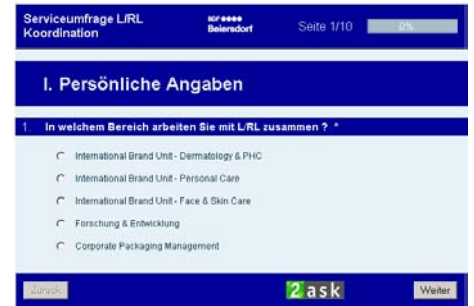 Serviceumfrage L/RL
Koordination
Beiersdorf
Seite 1/10
0%
I. Persönliche Angaben
1. In welchem Bereich arbeiten Sie mit L/RL zusammen ? *
International Brand Unit - Dermatology & PHC
International Brand Unit - Personal Care
International Brand Unit - Face & Skin Care
Forschung & Entwicklung
Corporate Packaging Management
Zurück
2ask
Weiter